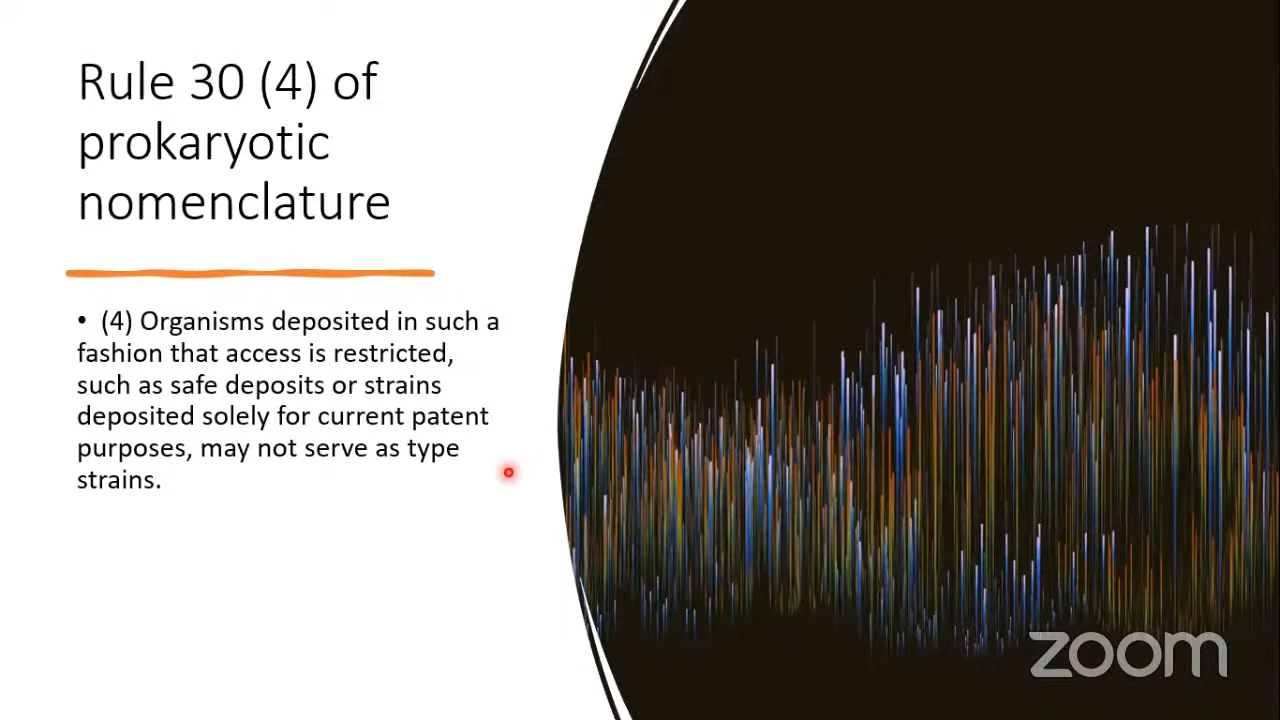 Rule 30 (4) of
prokaryotic
nomenclature
• (4) Organisms deposited in such a
fashion that access is restricted,
such as safe deposits or strains
deposited solely for current patent
purposes, may not serve as type
strains.
zoom